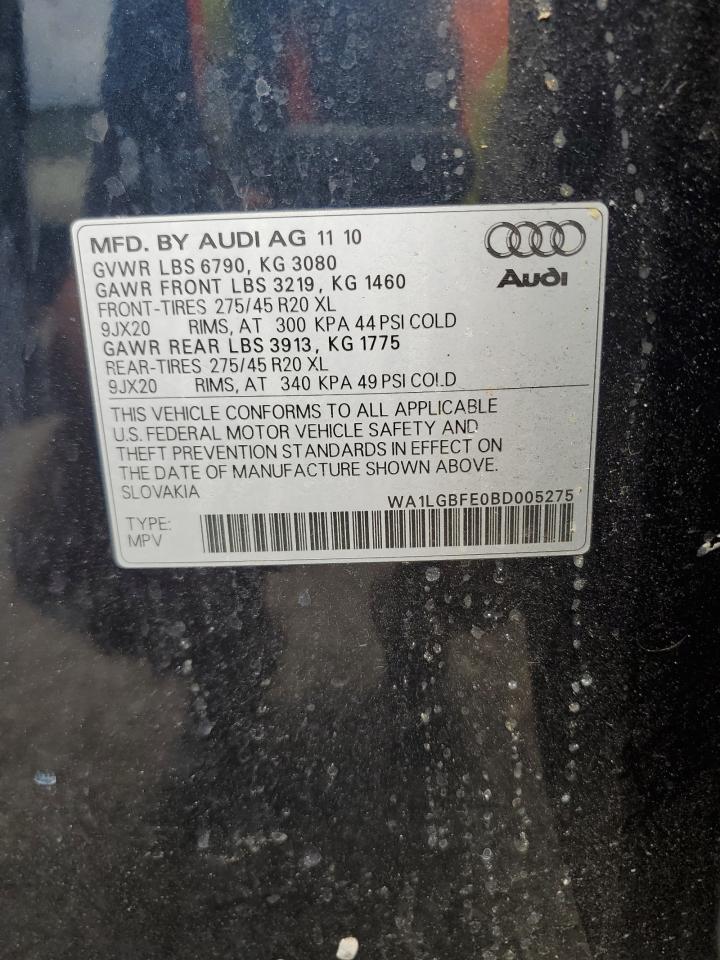 MFD. BY AUDI AG 11 10
Audi
GVWR LBS 6790, KG 3080
GAWR FRONT LBS 3219, KG 1460
FRONT-TIRES 275/45 R20 XL
9JX20 RIMS, AT 300 KPA 44 PSI COLD
GAWR REAR LBS 3913, KG 1775
REAR-TIRES 275/45 R20 XL
9JX20 RIMS, AT 340 KPA 49 PSI COLD
THIS VEHICLE CONFORMS TO ALL APPLICABLE
U.S. FEDERAL MOTOR VEHICLE SAFETY AND
THEFT PREVENTION STANDARDS IN EFFECT ON
THE DATE OF MANUFACTURE SHOWN ABOVE.
SLOVAKIA
WA1LGBFE0BD005275
TYPE:
MPV